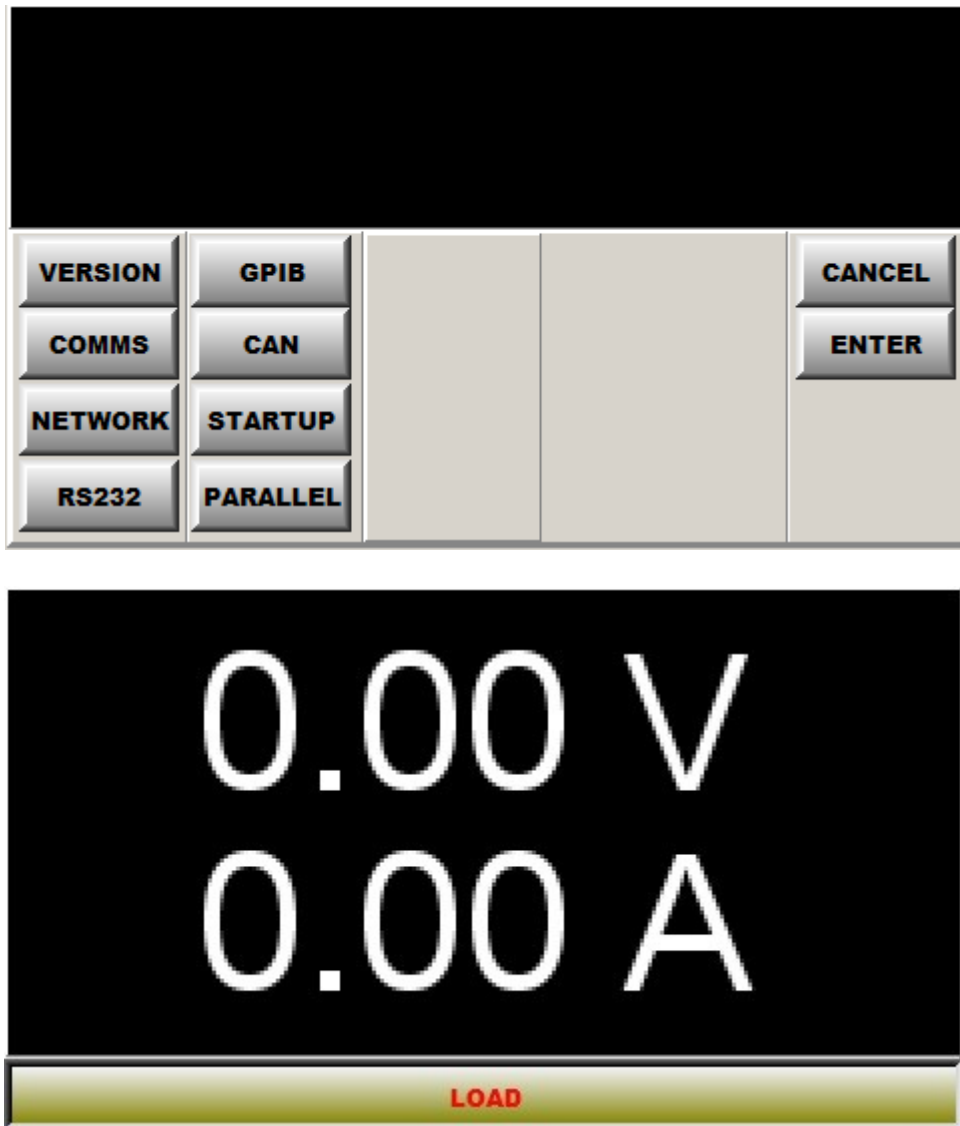 VERSION GPIB CANCEL
COMMS CAN ENTER
NETWORK STARTUP
RS232 PARALLEL
0.00 V
0.00 A
LOAD